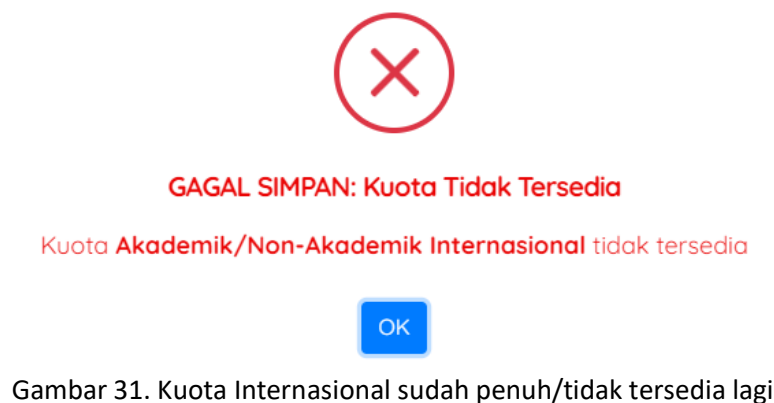 GAGAL SIMPAN: Kuota Tidak Tersedia
Kuota Akademik/Non-Akademik Internasional tidak tersedia
OK
Gambar 31. Kuota Internasional sudah penuh/tidak tersedia lagi